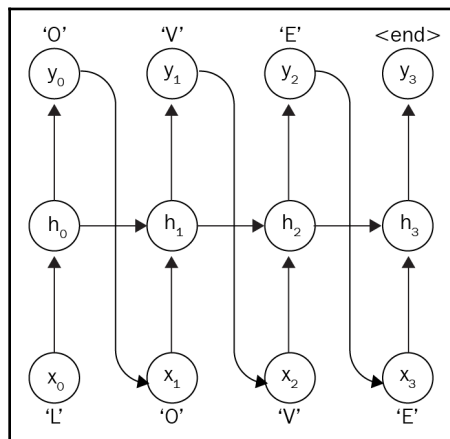 ‘O’ ‘V’ ‘E’ <end>
y0 y1 y2 y3
h0 h1 h2 h3
x0 x1 x2 x3
‘L’ ‘O’ ‘V’ ‘E’